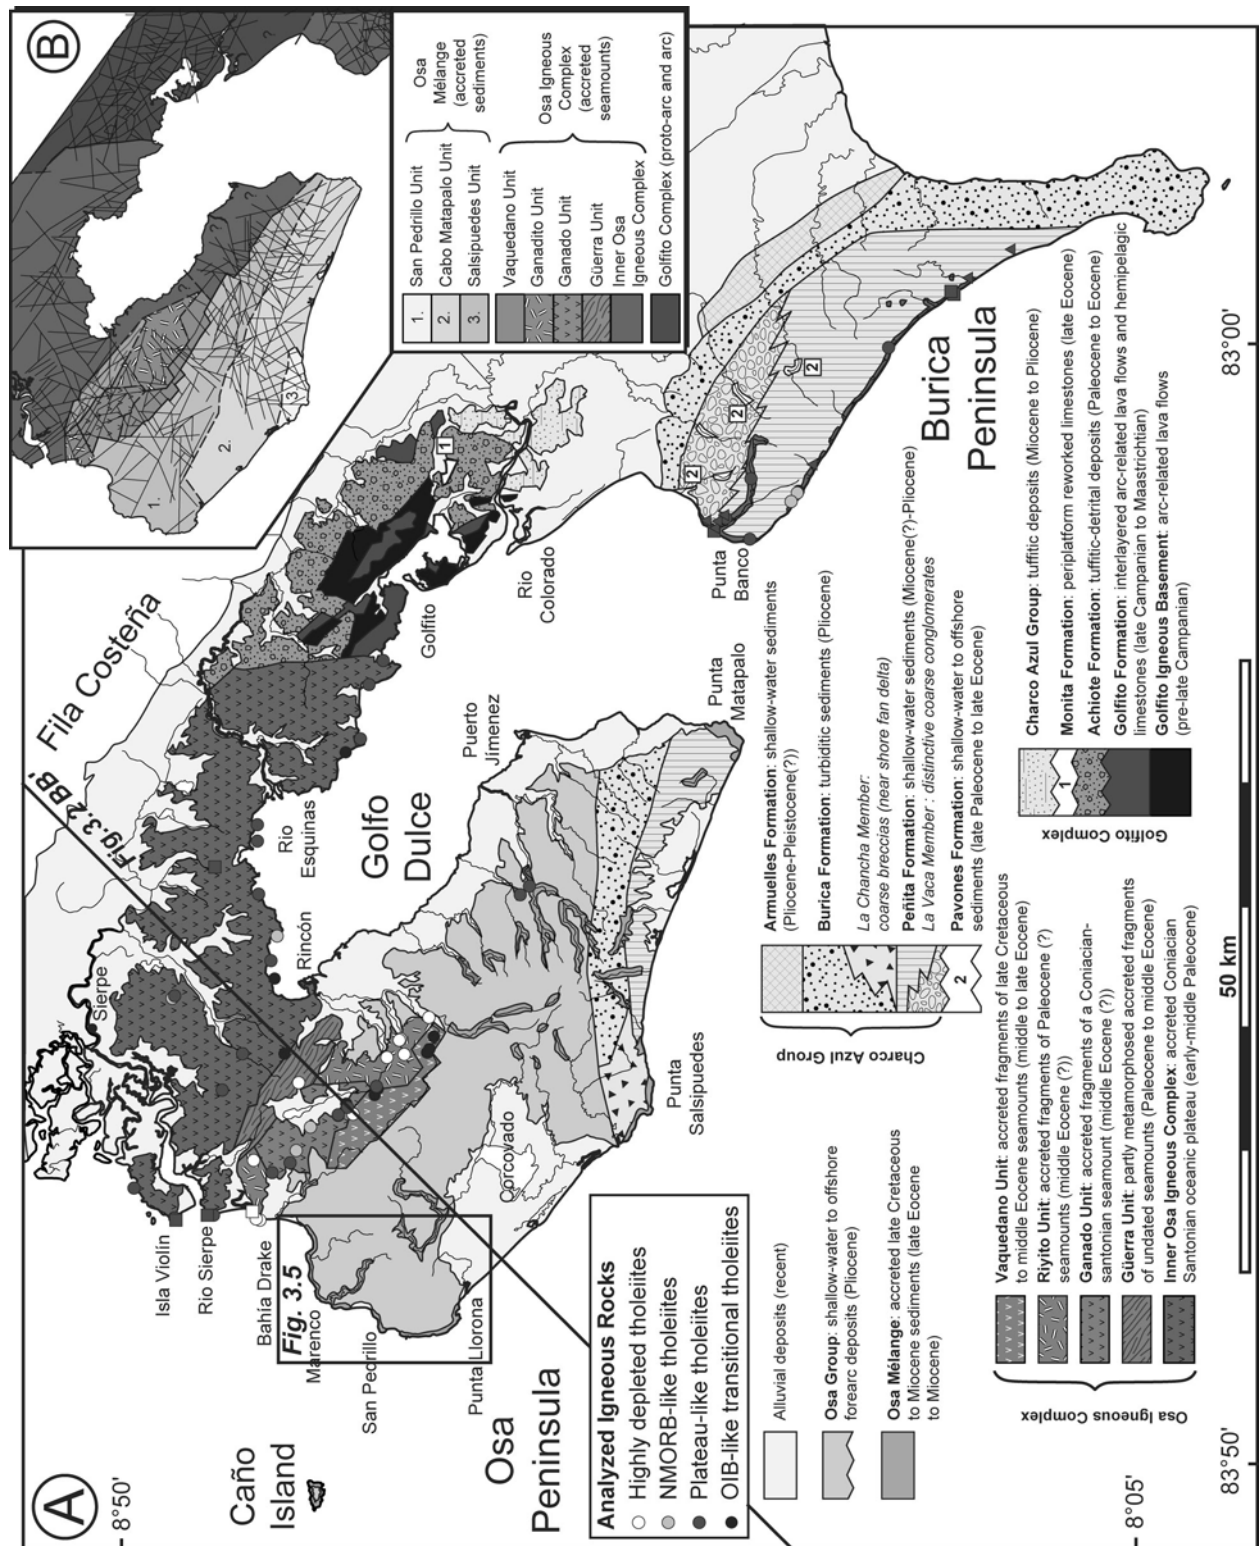 A
8°50'
8°05'
83°50'
83°00'
Caño
Island
Osa
Peninsula
Fila Costeña
Fig. 3.2 BB'
Fig. 3.5
Isla Violin
Rio Sierpe
Bahía Drake
Marenco
San Pedrillo
Punta Llorona
Sierpe
Rincón
Rio
Esquinas
Golfo
Dulce
Puerto
Jimenez
Corcovado
Punta
Salsipuedes
Punta
Matapalo
Golfito
Rio
Colorado
Punta
Banco
Burica
Peninsula
1
2
2
2
Analyzed Igneous Rocks
Highly depleted tholeiites
NMORB-like tholeiites
Plateau-like tholeiites
OIB-like transitional tholeiites
B
1.
2.
3.
1.
2.
3.
San Pedrillo Unit
Cabo Matapalo Unit
Salsipuedes Unit
Osa
Mélange
(accreted
sediments)
Vaquedano Unit
Ganadito Unit
Ganado Unit
Güerra Unit
Inner Osa
Igneous Complex
Osa Igneous
Complex
(accreted
seamounts)
Golfito Complex (proto-arc and arc)
Alluvial deposits (recent)
Osa Group: shallow-water to offshore
forearc deposits (Pliocene)
Osa Mélange: accreted late Cretaceous
to Miocene sediments (late Eocene
to Miocene)
Charco Azul Group
Armuelles Formation: shallow-water sediments
(Pliocene-Pleistocene(?))
Burica Formation: turbiditic sediments (Pliocene)
La Chancha Member:
coarse breccias (near shore fan delta)
Peñita Formation: shallow-water sediments (Miocene(?)-Pliocene)
La Vaca Member : distinctive coarse conglomerates
2
Pavones Formation: shallow-water to offshore
sediments (late Paleocene to late Eocene)
Osa Igneous Complex
Vaquedano Unit: accreted fragments of late Cretaceous
to middle Eocene seamounts (middle to late Eocene)
Riyito Unit: accreted fragments of Paleocene (?)
seamounts (middle Eocene (?))
Ganado Unit: accreted fragments of a Coniacian-
santonian seamount (middle Eocene (?))
Güerra Unit: partly metamorphosed accreted fragments
of undated seamounts (Paleocene to middle Eocene)
Inner Osa Igneous Complex: accreted Coniacian
Santonian oceanic plateau (early-middle Paleocene)
Golfito Complex
1
Charco Azul Group: tuffitic deposits (Miocene to Pliocene)
Monita Formation: periplatform reworked limestones (late Eocene)
Achiote Formation: tuffitic-detrital deposits (Paleocene to Eocene)
Golfito Formation: interlayered arc-related lava flows and hemipelagic
limestones (late Campanian to Maastrichtian)
Golfito Igneous Basement: arc-related lava flows
(pre-late Campanian)
50 km